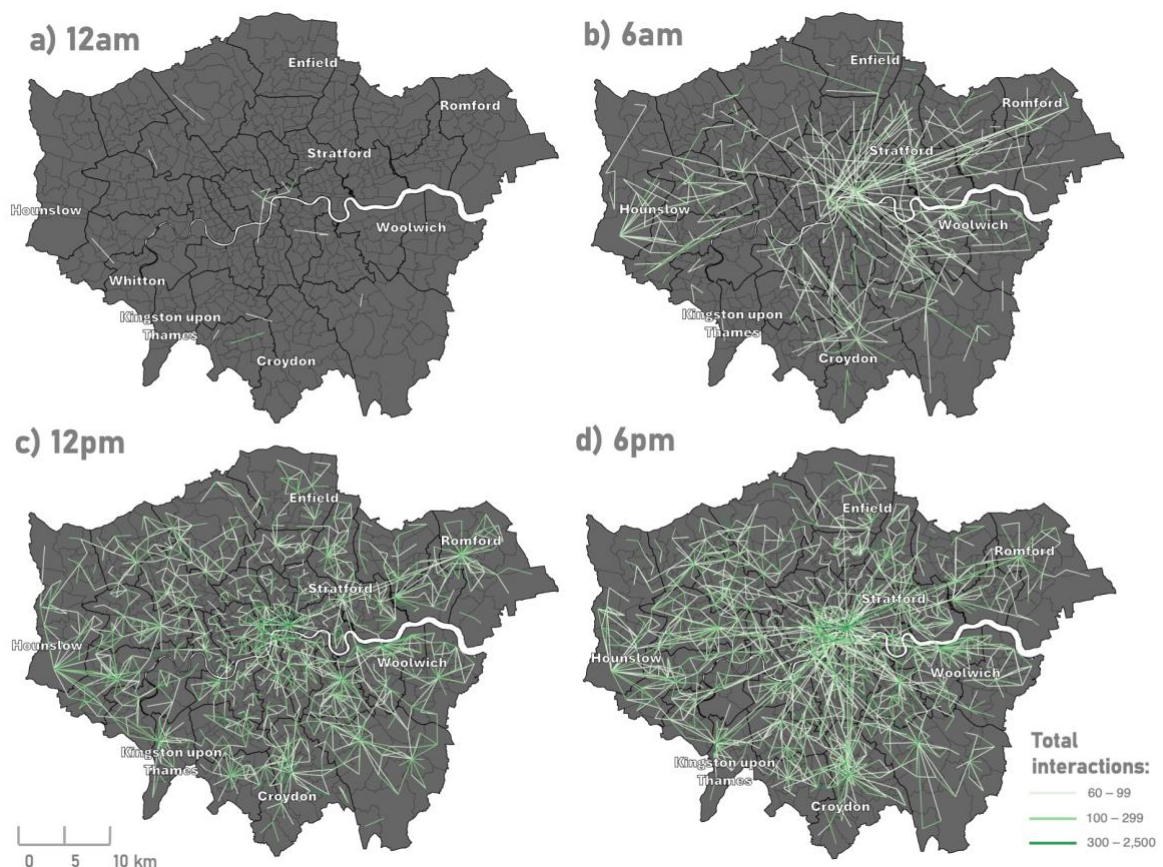 a) 12am
Enfield
Romford
Stratford
Hounslow
Woolwich
Whitton
Kingston upon
Thames
Croydon
b) 6am
Enfield
Romford
Stratford
Hounslow
Woolwich
Kingston upon
Thames
Croydon
c) 12pm
Enfield
Romford
Stratford
Hounslow
Woolwich
Kingston upon
Thames
Croydon
0 5 10 km
d) 6pm
Enfield
Romford
Stratford
Hounslow
Woolwich
Kingston upon
Thames
Croydon
Total
interactions:
60 – 99
100 – 299
300 – 2,500